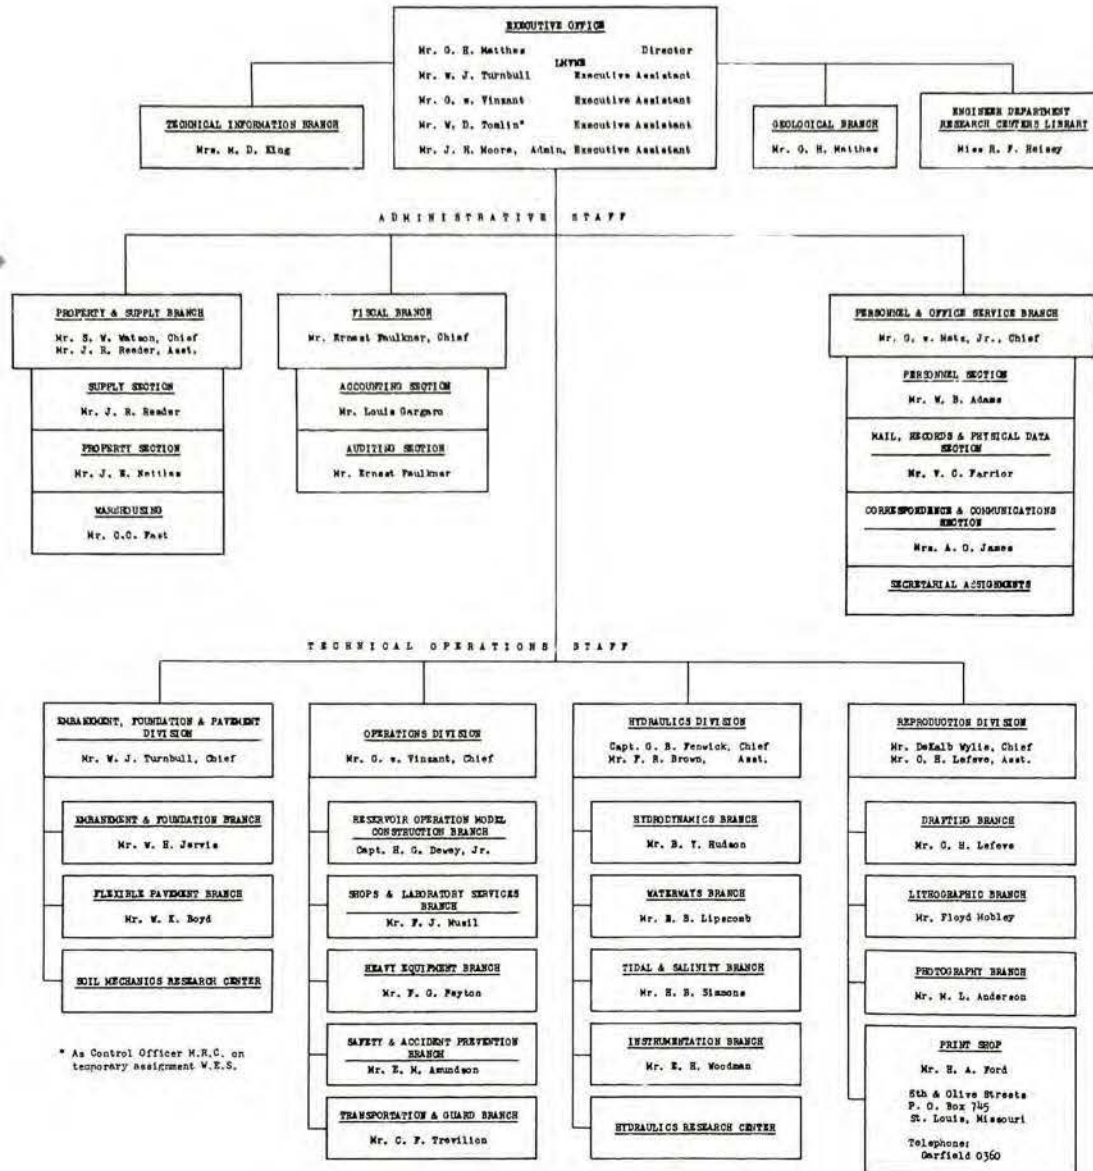 EXECUTIVE OFFICE
Mr. G. H. Matthes Director
LMVWE
Mr. W. J. Turnbull Executive Assistant
Mr. G. W. Vinzant Executive Assistant
Mr. W. D. Tomlin* Executive Assistant
Mr. J. H. Moore, Admin. Executive Assistant
TECHNICAL INFORMATION BRANCH
Mrs. M. D. King
GEOLOGICAL BRANCH
Mr. G. H. Matthes
ENGINEER DEPARTMENT
RESEARCH CENTERS LIBRARY
Miss R. F. Heisey
ADMINISTRATIVE STAFF
PROPERTY & SUPPLY BRANCH
Mr. S. W. Watson, Chief
Mr. J. R. Reeder, Asst.
SUPPLY SECTION
Mr. J. R. Reeder
PROPERTY SECTION
Mr. J. E. Nettles
WAREHOUSING
Mr. O.C. Fast
FISCAL BRANCH
Mr. Ernest Faulkner, Chief
ACCOUNTING SECTION
Mr. Louis Gargaro
AUDITING SECTION
Mr. Ernest Faulkner
PERSONNEL & OFFICE SERVICE BRANCH
Mr. G. W. Metz, Jr., Chief
PERSONNEL SECTION
Mr. W. B. Adams
MAIL, RECORDS & PHYSICAL DATA
SECTION
Mr. V. C. Farrior
CORRESPONDENCE & COMMUNICATIONS
SECTION
Mrs. A. O. James
SECRETARIAL ASSIGNMENTS
TECHNICAL OPERATIONS STAFF
EMBANKMENT, FOUNDATION & PAVEMENT
DIVISION
Mr. W. J. Turnbull, Chief
EMBANKMENT & FOUNDATION BRANCH
Mr. W. H. Jervis
FLEXIBLE PAVEMENT BRANCH
Mr. W. K. Boyd
SOIL MECHANICS RESEARCH CENTER
* As Control Officer M.R.C. on
temporary assignment W.E.S.
OPERATIONS DIVISION
Mr. G. W. Vinzant, Chief
RESERVOIR OPERATION MODEL
CONSTRUCTION BRANCH
Capt. H. G. Dewey, Jr.
SHOPS & LABORATORY SERVICES
BRANCH
Mr. F. J. Musil
HEAVY EQUIPMENT BRANCH
Mr. F. G. Peyton
SAFETY & ACCIDENT PREVENTION
BRANCH
Mr. E. M. Amundson
TRANSPORTATION & GUARD BRANCH
Mr. C. F. Trevilion
HYDRAULICS DIVISION
Capt. G. B. Fenwick, Chief
Mr. F. R. Brown, Asst.
HYDRODYNAMICS BRANCH
Mr. B. Y. Hudson
WATERWAYS BRANCH
Mr. E. B. Lipscomb
TIDAL & SALINITY BRANCH
Mr. H. B. Simmons
INSTRUMENTATION BRANCH
Mr. E. H. Woodman
HYDRAULICS RESEARCH CENTER
REPRODUCTION DIVISION
Mr. DeKalb Wylie, Chief
Mr. C. H. Lefeve, Asst.
DRAFTING BRANCH
Mr. C. H. Lefeve
LITHOGRAPHIC BRANCH
Mr. Floyd Mobley
PHOTOGRAPHY BRANCH
Mr. M. L. Anderson
PRINT SHOP
Mr. H. A. Ford
8th & Olive Streets
P. O. Box 745
St. Louis, Missouri
Telephone:
Garfield 0360